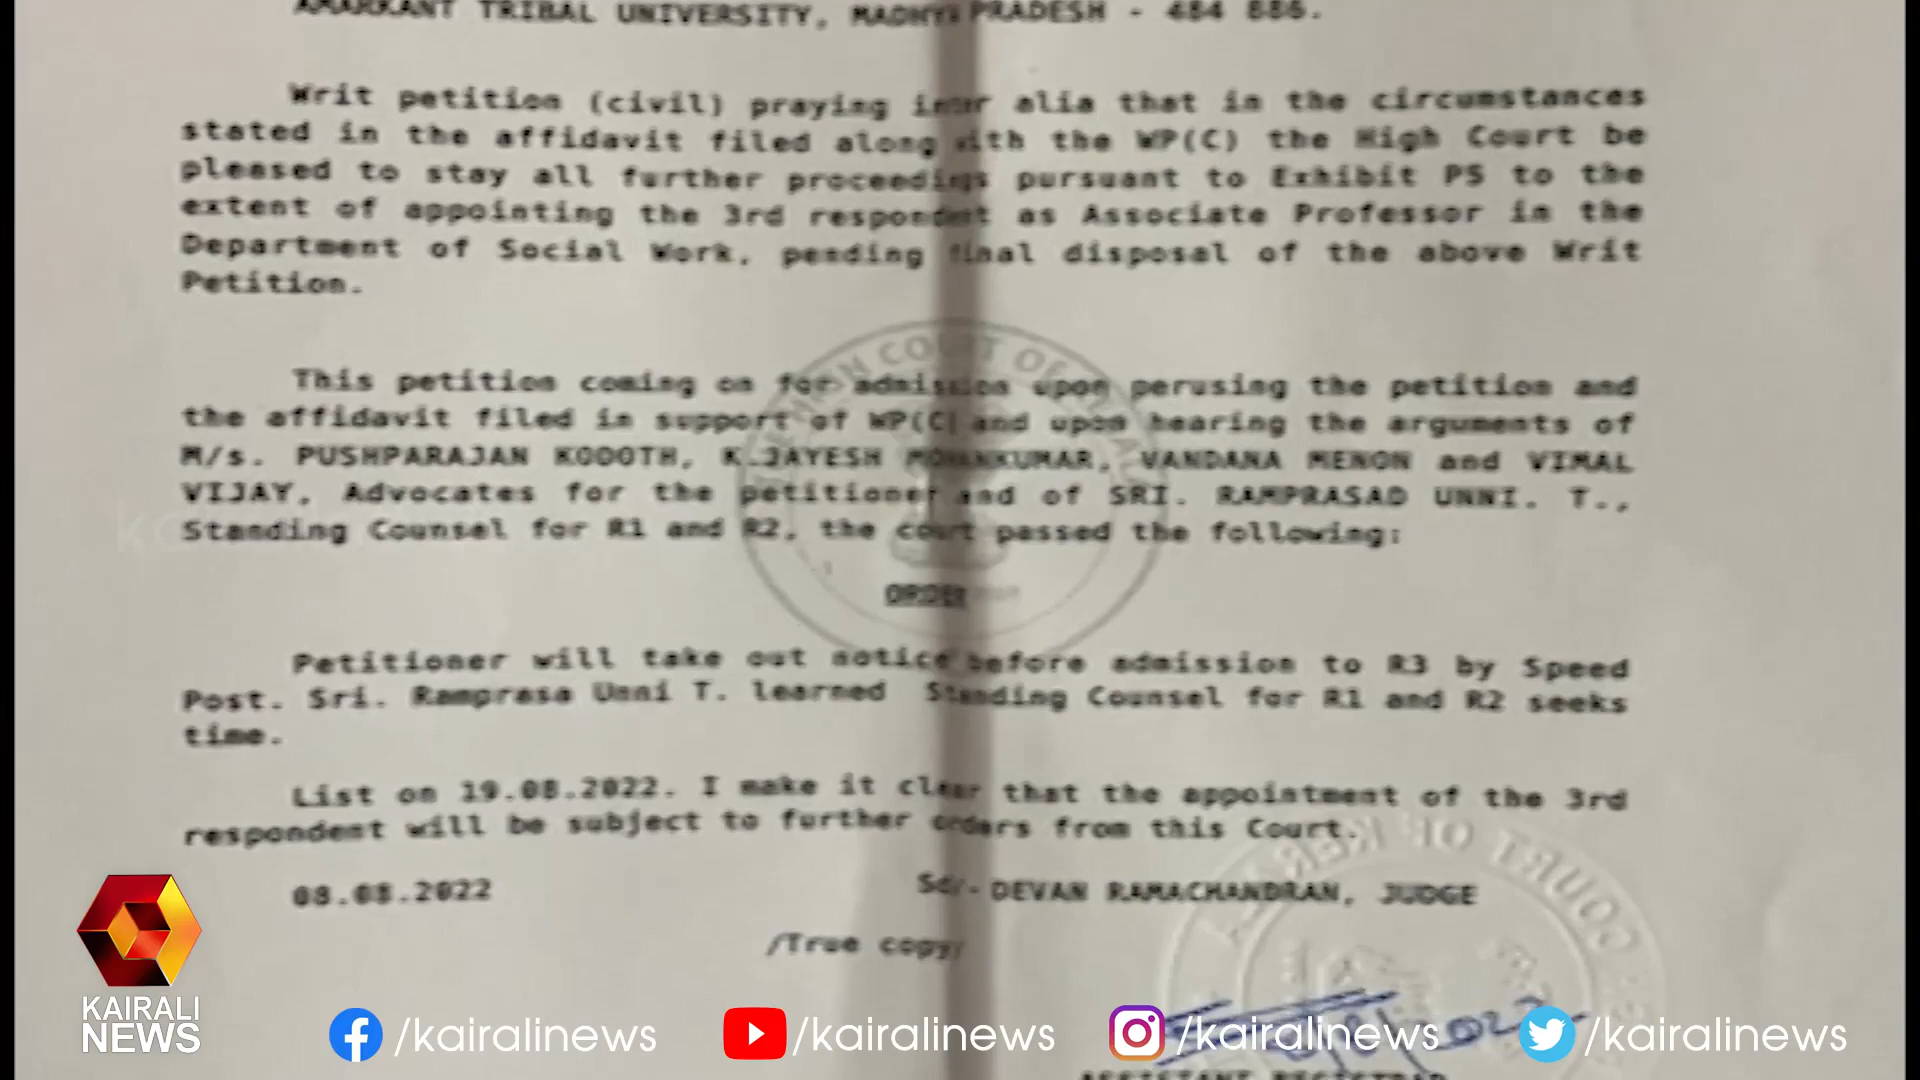 AMARKANT TRIBAL UNIVERSITY, MADHYA PRADESH - 484 886.
Writ petition (civil) praying inter alia that in the circumstances
stated in the affidavit filed along with the WP(C) the High Court be
pleased to stay all further proceedings pursuant to Exhibit P5 to the
extent of appointing the 3rd respondent as Associate Professor in the
Department of Social Work, pending final disposal of the above Writ
Petition.
This petition coming on for admission upon perusing the petition and
the affidavit filed in support of WP(C) and upon hearing the arguments of
M/s. PUSHPARAJAN KODOTH, K.JAYESH MOHANKUMAR, VANDANA MENON and VIMAL
VIJAY, Advocates for the petitioner and of SRI. RAMPRASAD UNNI. T.,
Standing Counsel for R1 and R2, the court passed the following:
ORDER
Petitioner will take out notice before admission to R3 by Speed
Post. Sri. Ramprasa Unni T. learned Standing Counsel for R1 and R2 seeks
time.
List on 19.08.2022. I make it clear that the appointment of the 3rd
respondent will be subject to further orders from this Court.
08.08.2022 Sd/- DEVAN RAMACHANDRAN, JUDGE
/True copy/
COURT OF KERALA
KAIRALI
NEWS
/kairalinews /kairalinews /kairalinews /kairalinews
ASSISTANT REGISTRAR